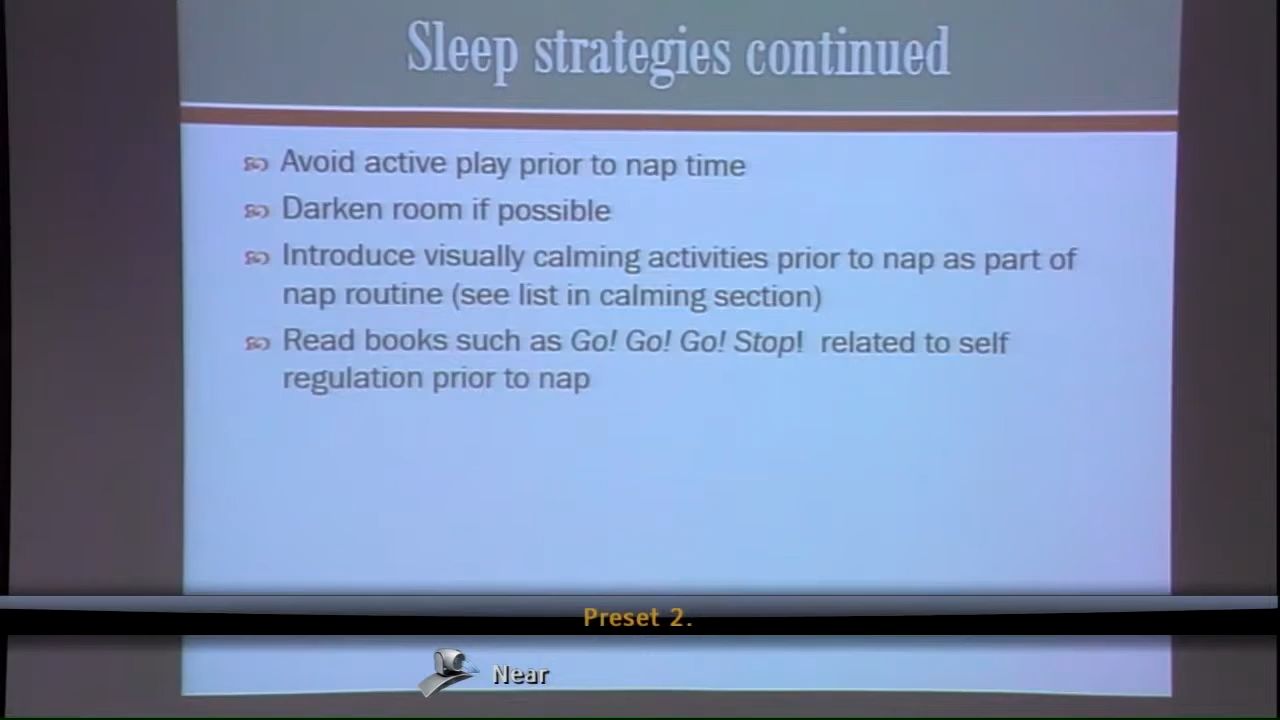 Sleep strategies continued
Avoid active play prior to nap time
Darken room if possible
Introduce visually calming activities prior to nap as part of
nap routine (see list in calming section)
Read books such as Go! Go! Go! Stop! related to self
regulation prior to nap
Preset 2.
Near